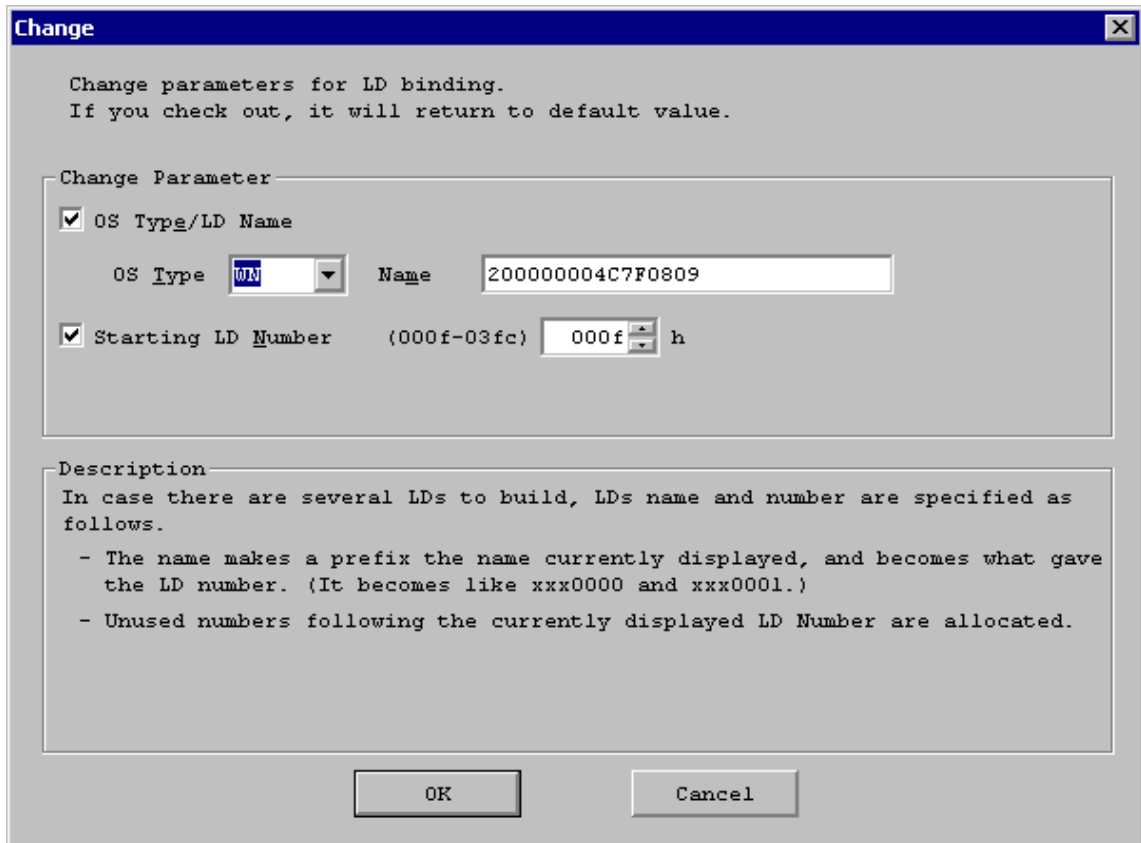 Change
Change parameters for LD binding.
If you check out, it will return to default value.
Change Parameter
OS Type/LD Name
OS Type WN Name 200000004C7F0809
Starting LD Number (000f-03fc) 000f h
Description
In case there are several LDs to build, LDs name and number are specified as
follows.
- The name makes a prefix the name currently displayed, and becomes what gave
the LD number. (It becomes like xxx0000 and xxx0001.)
- Unused numbers following the currently displayed LD Number are allocated.
OK Cancel